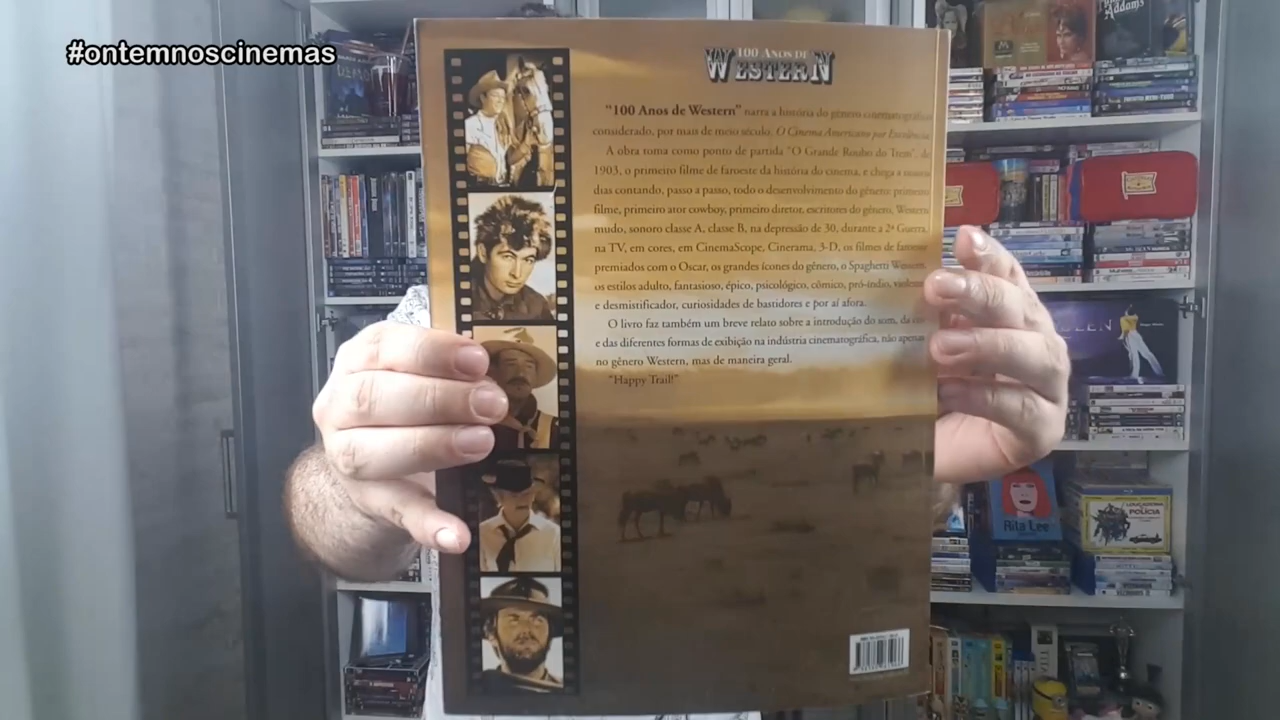 #ontemnoscinemas
100 ANOS DE
WESTERN
"100 Anos de Western" narra a história do gênero cinematográfico
considerado, por mais de meio século, O Cinema Americano por Excelência.
A obra toma como ponto de partida "O Grande Roubo do Trem", de
1903, o primeiro filme de faroeste da história do cinema, e chega a nossos
dias contando, passo a passo, todo o desenvolvimento do gênero: primeiro
filme, primeiro ator cowboy, primeiro diretor, escritores do gênero, Western
mudo, sonoro classe A, classe B, na depressão de 30, durante a 2ª Guerra,
na TV, em cores, em CinemaScope, Cinerama, 3-D, os filmes de faroeste
premiados com o Oscar, os grandes ícones do gênero, o Spaghetti Western,
os estilos adulto, fantasioso, épico, psicológico, cômico, pró-índio, violento
e desmistificador, curiosidades de bastidores e por aí afora.
O livro faz também um breve relato sobre a introdução do som, da cor
e das diferentes formas de exibição na indústria cinematográfica, não apenas
no gênero Western, mas de maneira geral.
"Happy Trail!"
Addams
Rita Lee
LOUCADEMIA
POLÍCIA